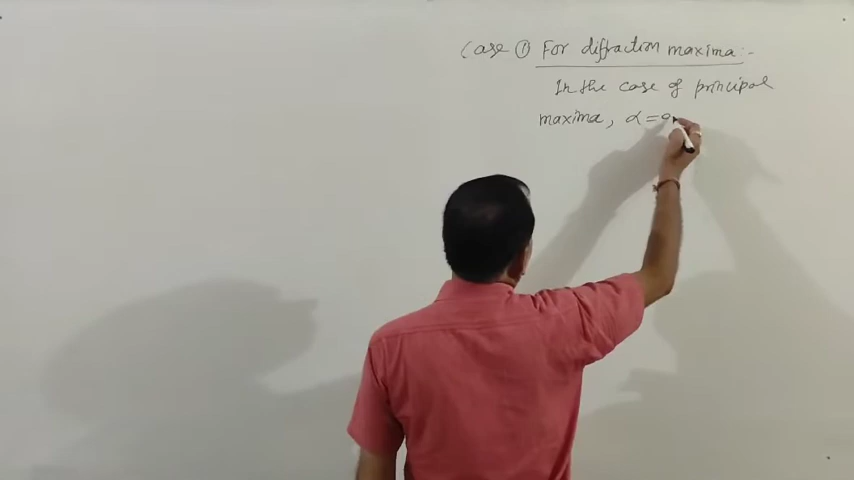 Case ① For diffraction maxima :-
In the case of principal
maxima, α = 0